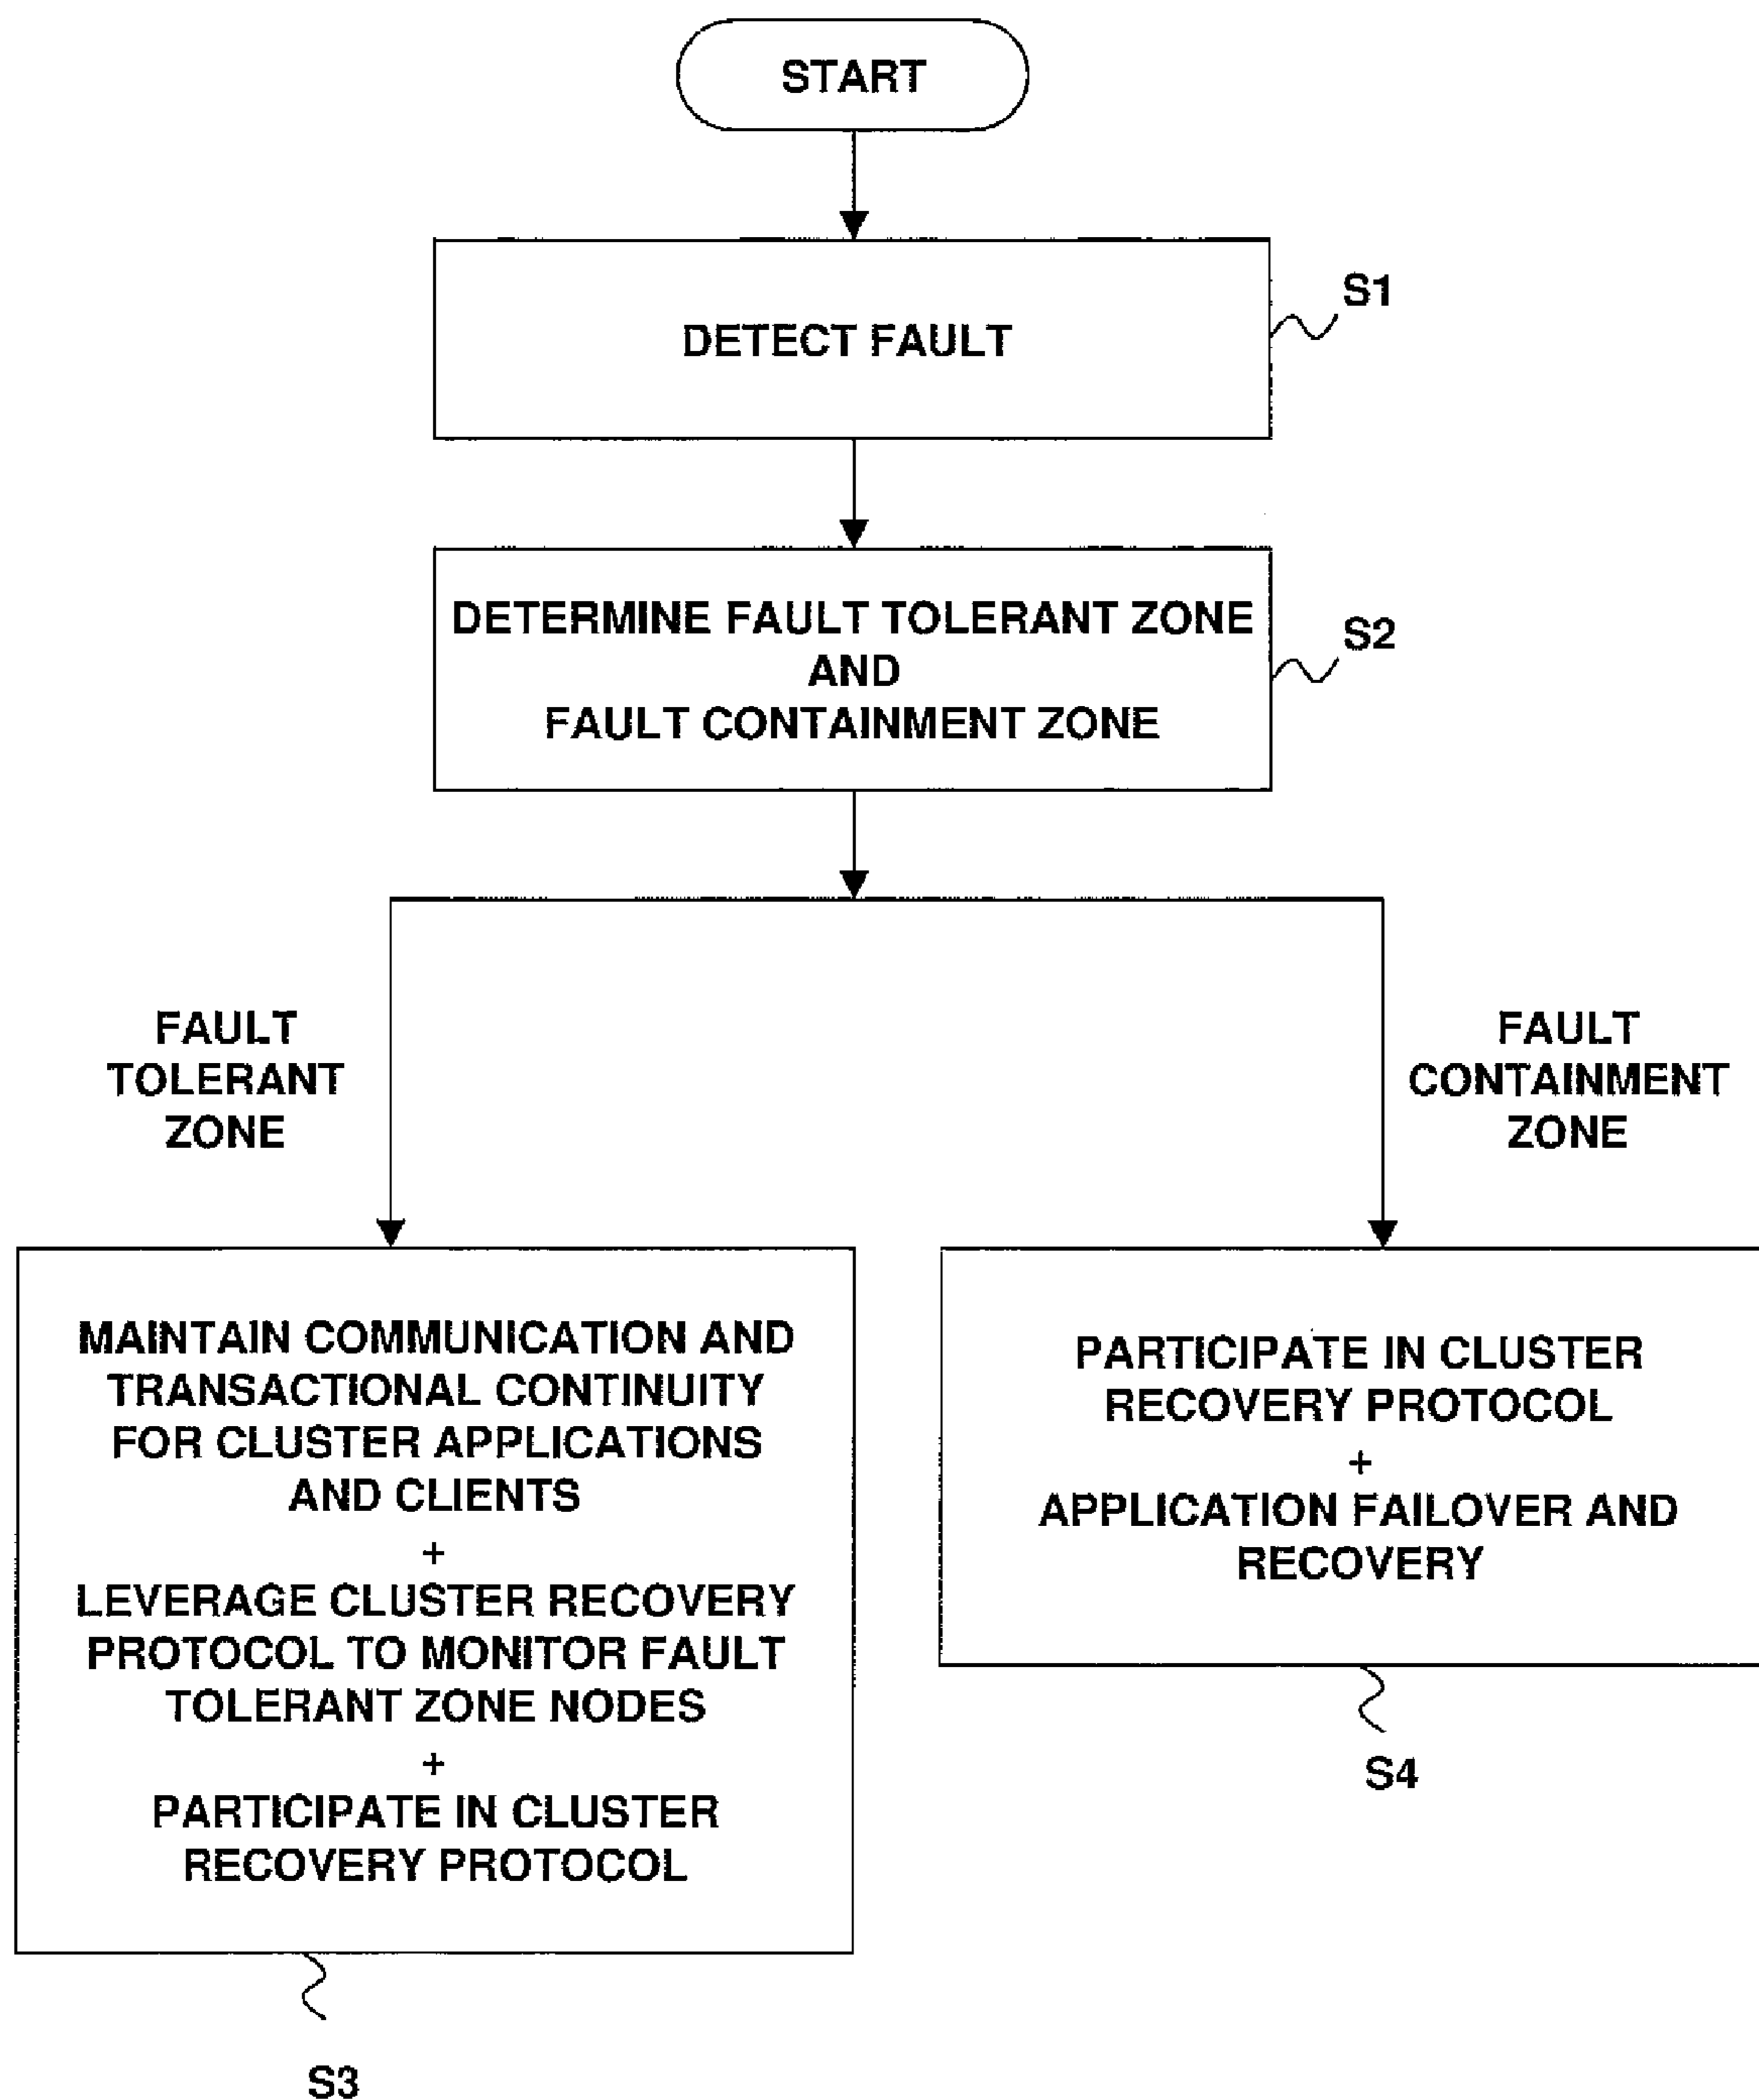 START
DETECT FAULT
S1
DETERMINE FAULT TOLERANT ZONE
AND
FAULT CONTAINMENT ZONE
S2
FAULT
TOLERANT
ZONE
FAULT
CONTAINMENT
ZONE
MAINTAIN COMMUNICATION AND
TRANSACTIONAL CONTINUITY
FOR CLUSTER APPLICATIONS
AND CLIENTS
+
LEVERAGE CLUSTER RECOVERY
PROTOCOL TO MONITOR FAULT
TOLERANT ZONE NODES
+
PARTICIPATE IN CLUSTER
RECOVERY PROTOCOL
S3
PARTICIPATE IN CLUSTER
RECOVERY PROTOCOL
+
APPLICATION FAILOVER AND
RECOVERY
S4